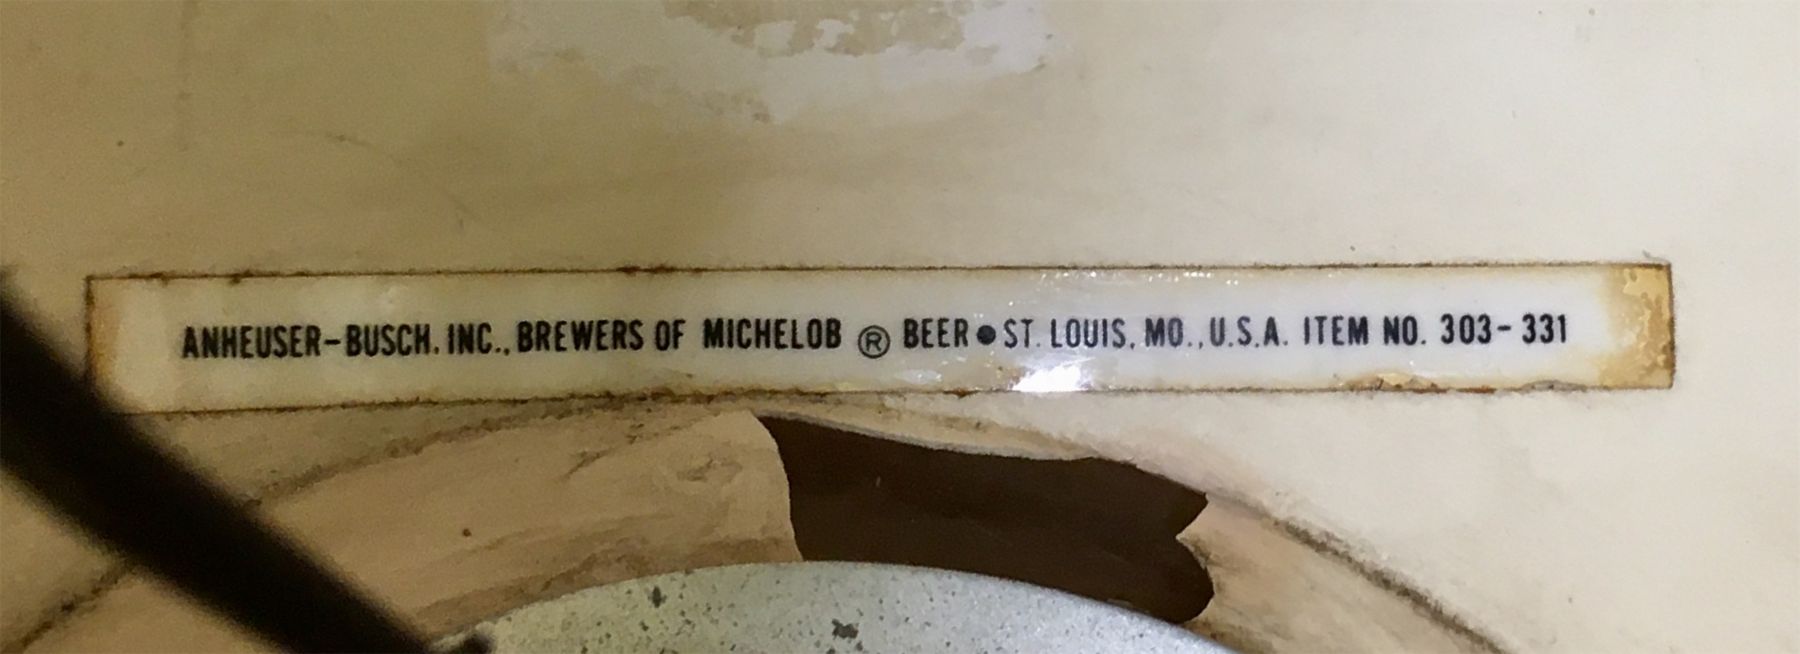 ANHEUSER-BUSCH, INC., BREWERS OF MICHELOB ® BEER ● ST. LOUIS, MO., U.S.A. ITEM NO. 303-331